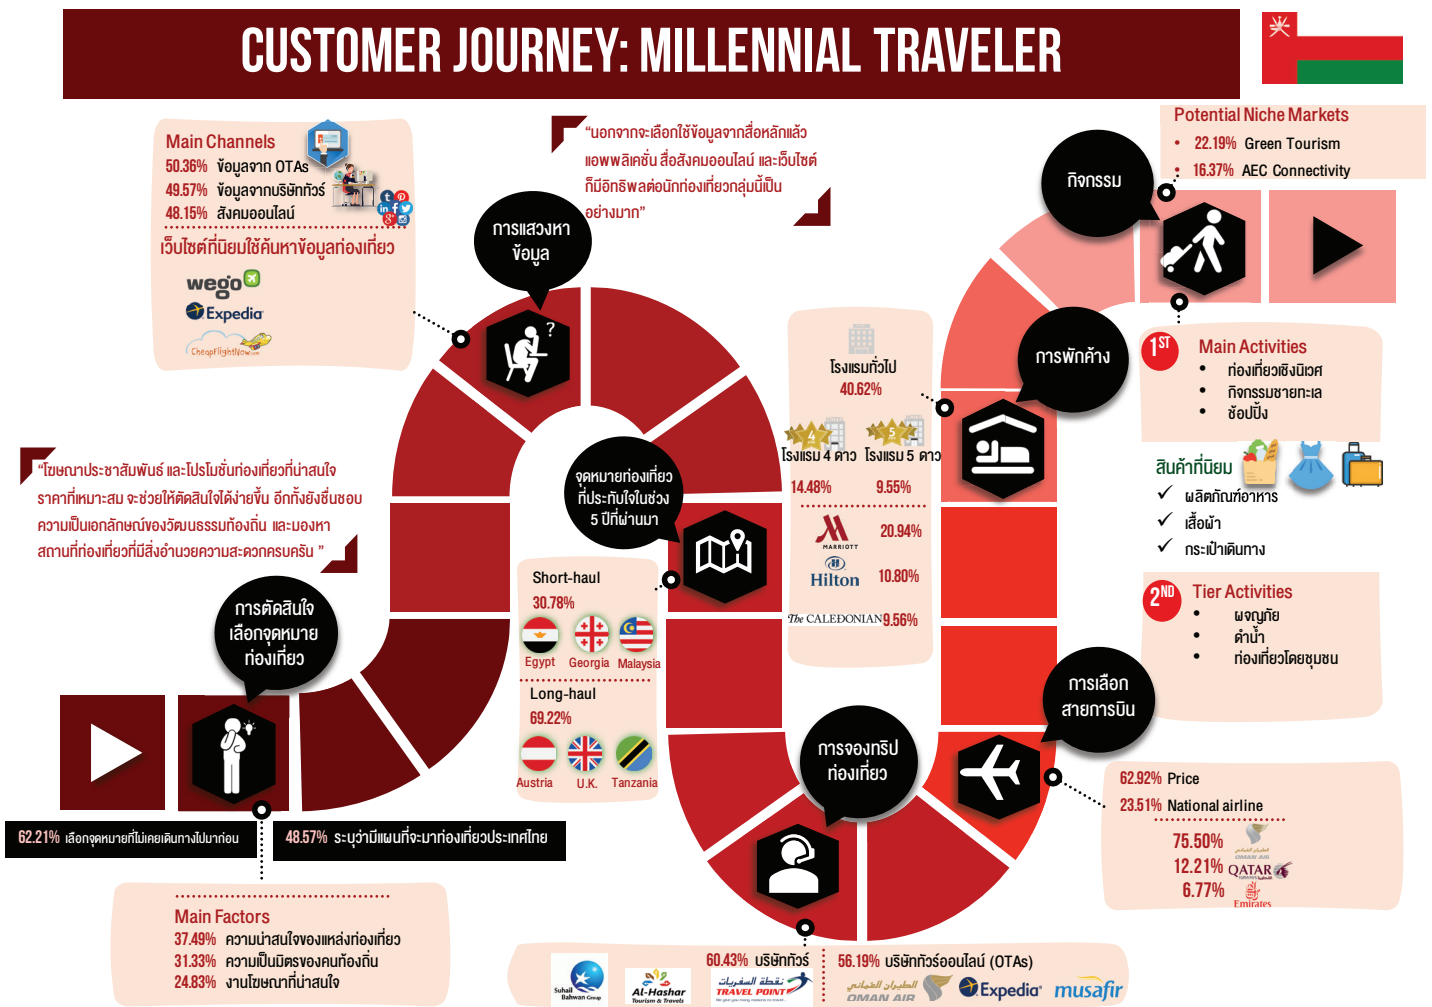 CUSTOMER JOURNEY: MILLENNIAL TRAVELER
Main Channels
50.36% ข้อมูลจาก OTAs
49.57% ข้อมูลจากบริษัททัวร์
48.15% สังคมออนไลน์
เว็บไซต์ที่นิยมใช้ค้นหาข้อมูลท่องเที่ยว
wego
Expedia
CheapFlightNow.com
การแสวงหา
ข้อมูล
?
“นอกจากจะเลือกใช้ข้อมูลจากสื่อหลักแล้ว
แอพพลิเคชั่น สื่อสังคมออนไลน์ และเว็บไซต์
ก็มีอิทธิพลต่อนักท่องเที่ยวกลุ่มนี้เป็น
อย่างมาก”
“โฆษณาประชาสัมพันธ์ และโปรโมชั่นท่องเที่ยวที่น่าสนใจ
ราคาที่เหมาะสม จะช่วยให้ตัดสินใจได้ง่ายขึ้น อีกทั้งยังชื่นชอบ
ความเป็นเอกลักษณ์ของวัฒนธรรมท้องถิ่น และมองหา
สถานที่ท่องเที่ยวที่มีสิ่งอำนวยความสะดวกครบครัน ”
การตัดสินใจ
เลือกจุดหมาย
ท่องเที่ยว
62.21% เลือกจุดหมายที่ไม่เคยเดินทางไปมาก่อน
48.57% ระบุว่ามีแผนที่จะมาท่องเที่ยวประเทศไทย
Main Factors
37.49% ความน่าสนใจของแหล่งท่องเที่ยว
31.33% ความเป็นมิตรของคนท้องถิ่น
24.83% งานโฆษณาที่น่าสนใจ
จุดหมายท่องเที่ยว
ที่ประทับใจในช่วง
5 ปีที่ผ่านมา
Short-haul
30.78%
Egypt Georgia Malaysia
Long-haul
69.22%
Austria U.K. Tanzania
การจองทริป
ท่องเที่ยว
60.43% บริษัททัวร์
Suhail
Bahwan Group
Al-Hashar
Tourism & Travels
نقطة السفريات
TRAVEL POINT
56.19% บริษัททัวร์ออนไลน์ (OTAs)
الطيران العماني
OMAN AIR
Expedia
musafir
การเลือก
สายการบิน
62.92% Price
23.51% National airline
75.50%
الطيران العماني
OMAN AIR
12.21% QATAR
6.77% Emirates
การพักค้าง
โรงแรมทั่วไป
40.62%
4
5
โรงแรม 4 ดาว โรงแรม 5 ดาว
14.48% 9.55%
MARRIOTT 20.94%
Hilton 10.80%
The CALEDONIAN 9.56%
กิจกรรม
Potential Niche Markets
• 22.19% Green Tourism
• 16.37% AEC Connectivity
1ST
Main Activities
• ท่องเที่ยวเชิงนิเวศ
• กิจกรรมชายทะเล
• ช้อปปิ้ง
สินค้าที่นิยม
✓ ผลิตภัณฑ์อาหาร
✓ เสื้อผ้า
✓ กระเป๋าเดินทาง
2ND
Tier Activities
• ผจญภัย
• ดำน้ำ
• ท่องเที่ยวโดยชุมชน